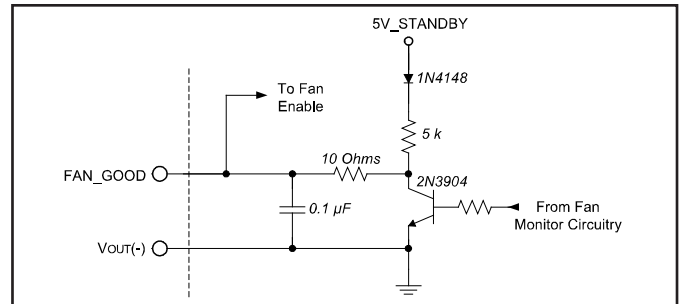 5V_STANDBY
1N4148
To Fan
Enable
5 k
10 Ohms
FAN_GOOD
2N3904
0.1 µF
From Fan
Monitor Circuitry
VOUT(-)